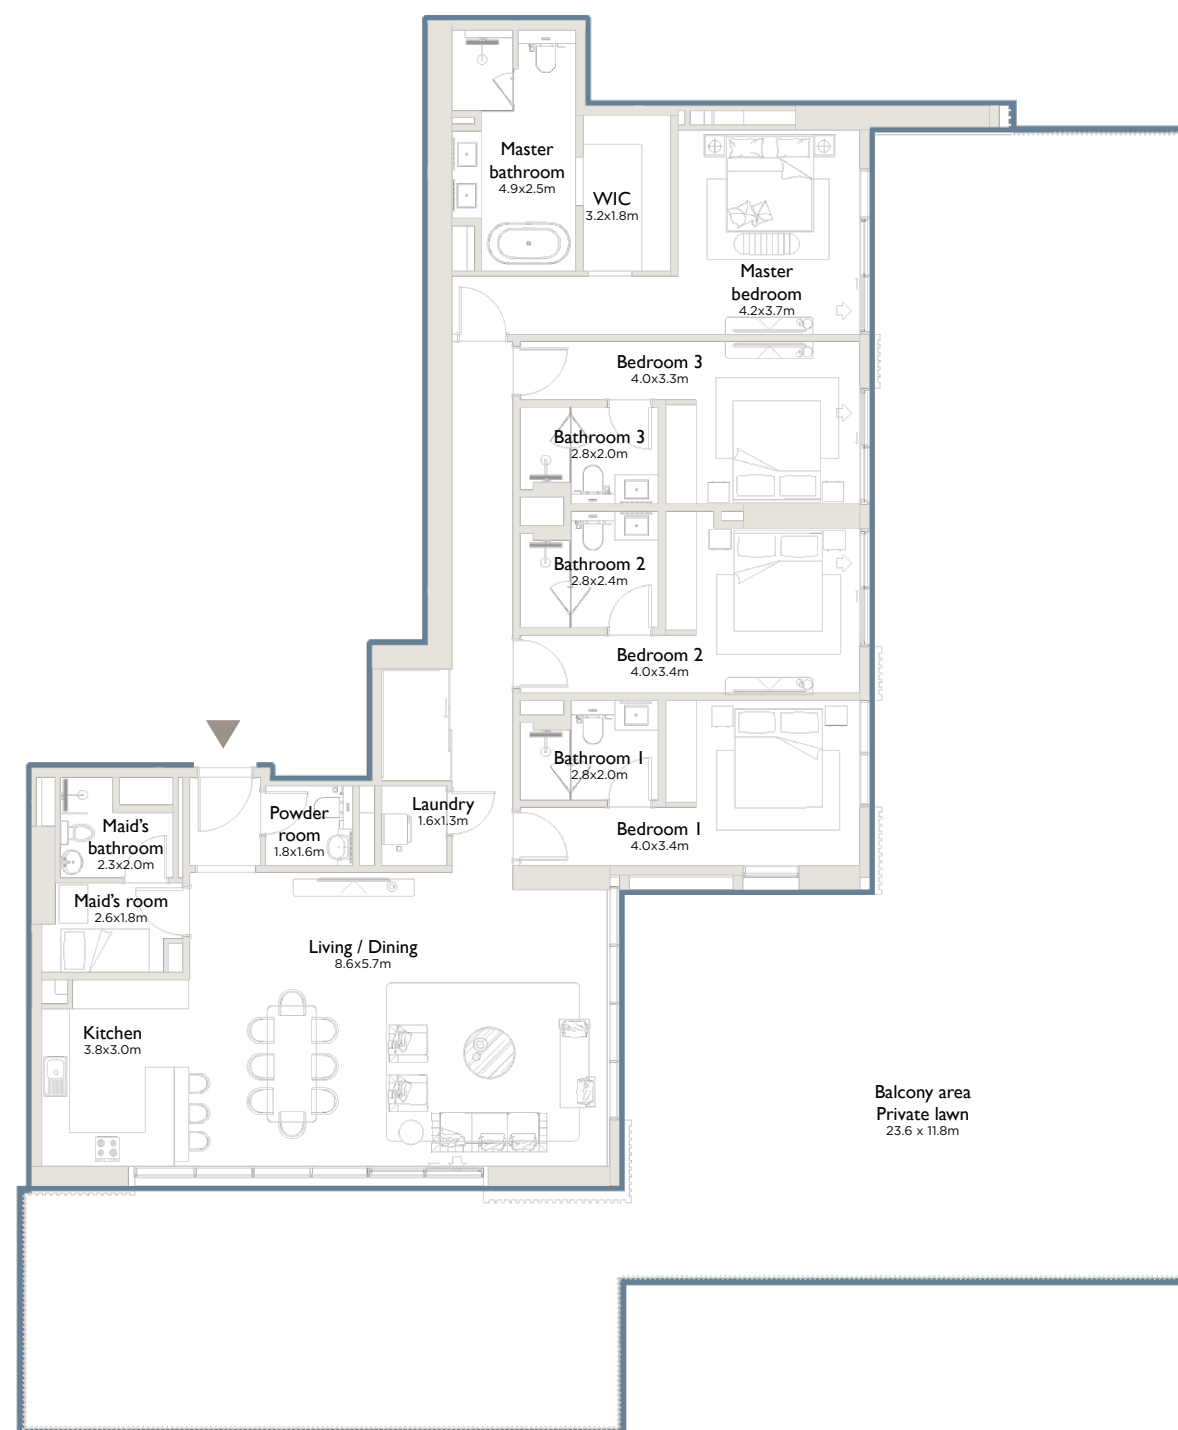 Master
bathroom
4.9x2.5m
WIC
3.2x1.8m
Master
bedroom
4.2x3.7m
Bedroom 3
4.0x3.3m
Bathroom 3
2.8x2.0m
Bathroom 2
2.8x2.4m
Bedroom 2
4.0x3.4m
Bathroom 1
2.8x2.0m
Laundry
1.6x1.3m
Powder
room
1.8x1.6m
Maid's
bathroom
2.3x2.0m
Bedroom 1
4.0x3.4m
Maid's room
2.6x1.8m
Living / Dining
8.6x5.7m
Kitchen
3.8x3.0m
Balcony area
Private lawn
23.6 x 11.8m